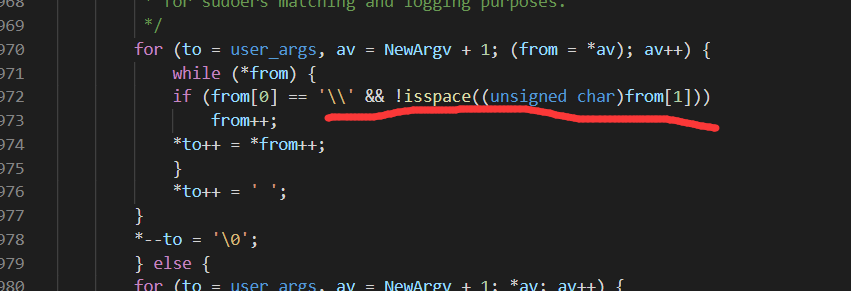 968 * for sudoers matching and logging purposes.
969 */
970 for (to = user_args, av = NewArgv + 1; (from = *av); av++) {
971 while (*from) {
972 if (from[0] == '\\' && !isspace((unsigned char)from[1]))
973 from++;
974 *to++ = *from++;
975 }
976 *to++ = ' ';
977 }
978 *--to = '\0';
979 } else {
980 for (to = user_args, av = NewArgv + 1; *av; av++) {